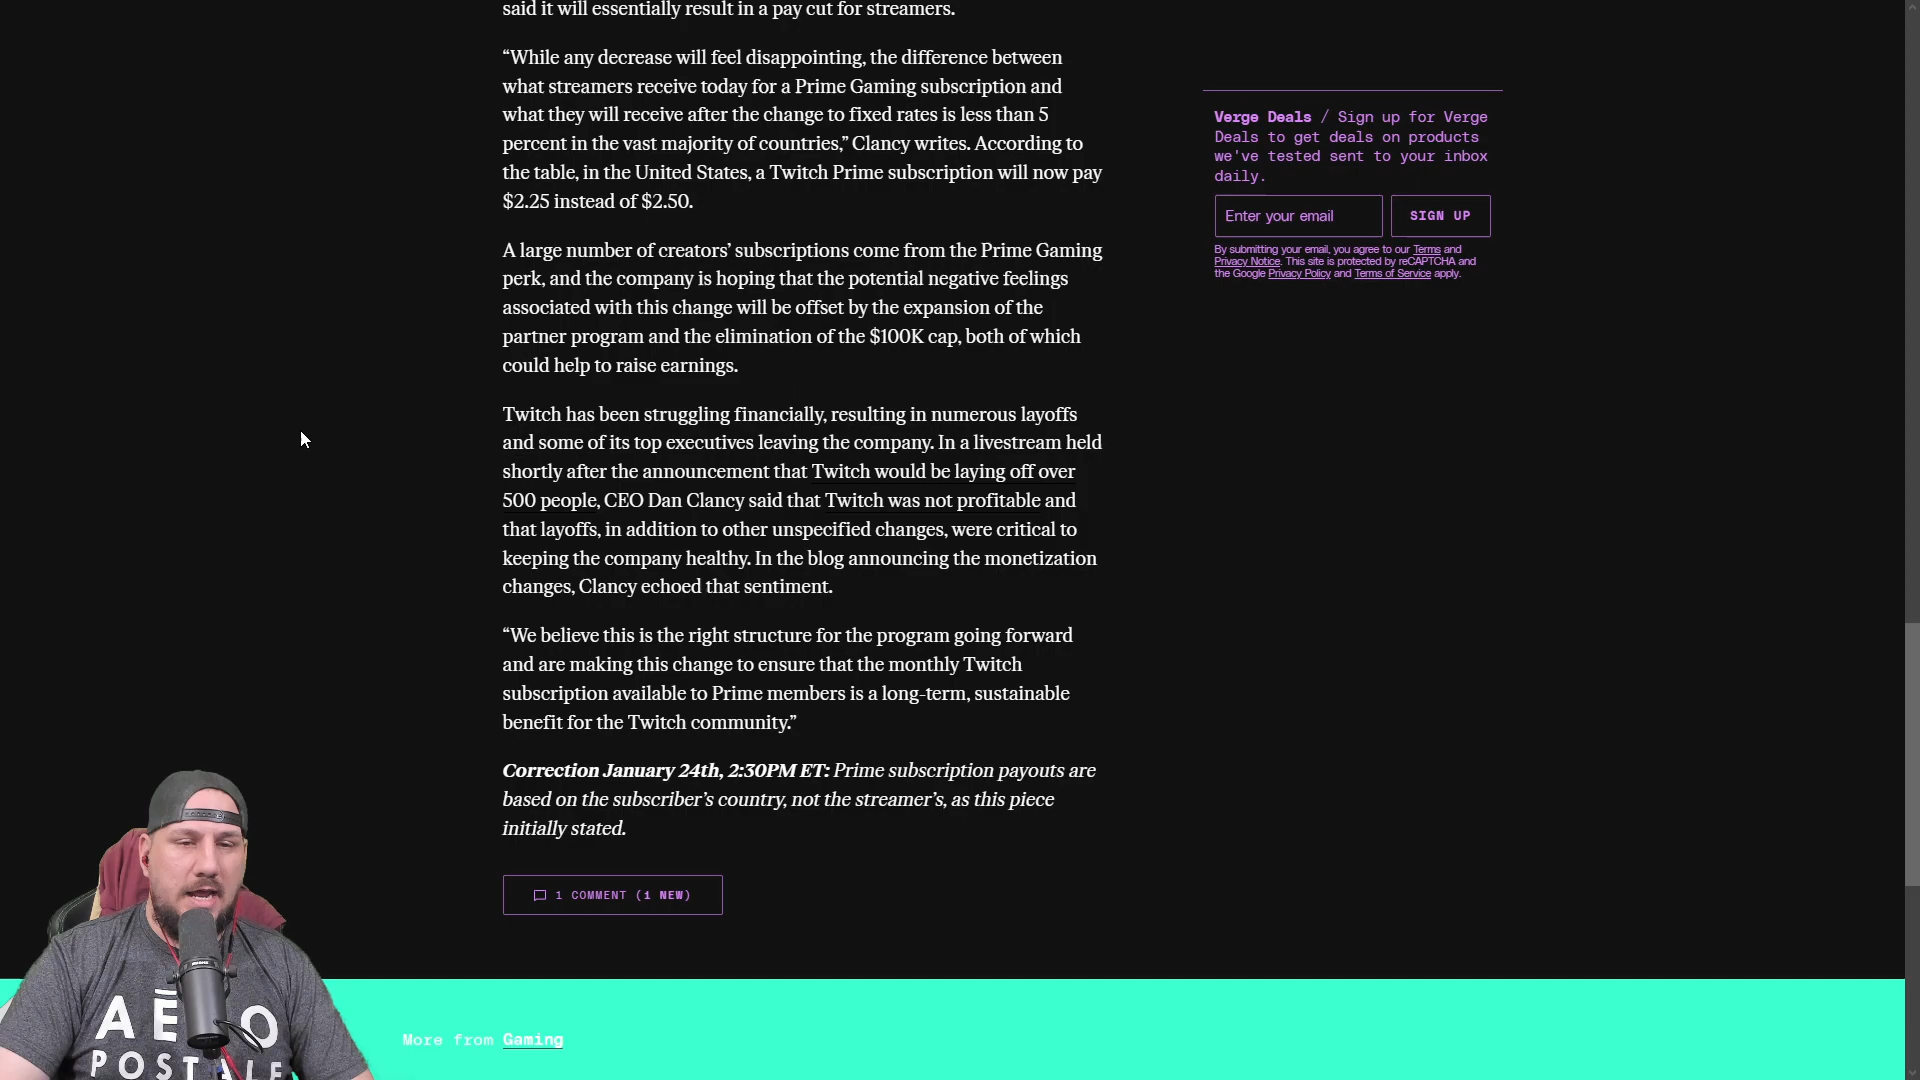 said it will essentially result in a pay cut for streamers.
“While any decrease will feel disappointing, the difference between
what streamers receive today for a Prime Gaming subscription and
what they will receive after the change to fixed rates is less than 5
percent in the vast majority of countries,” Clancy writes. According to
the table, in the United States, a Twitch Prime subscription will now pay
$2.25 instead of $2.50.
A large number of creators’ subscriptions come from the Prime Gaming
perk, and the company is hoping that the potential negative feelings
associated with this change will be offset by the expansion of the
partner program and the elimination of the $100K cap, both of which
could help to raise earnings.
Twitch has been struggling financially, resulting in numerous layoffs
and some of its top executives leaving the company. In a livestream held
shortly after the announcement that Twitch would be laying off over
500 people, CEO Dan Clancy said that Twitch was not profitable and
that layoffs, in addition to other unspecified changes, were critical to
keeping the company healthy. In the blog announcing the monetization
changes, Clancy echoed that sentiment.
“We believe this is the right structure for the program going forward
and are making this change to ensure that the monthly Twitch
subscription available to Prime members is a long-term, sustainable
benefit for the Twitch community.”
Correction January 24th, 2:30PM ET: Prime subscription payouts are
based on the subscriber’s country, not the streamer’s, as this piece
initially stated.
1 COMMENT (1 NEW)
Verge Deals / Sign up for Verge
Deals to get deals on products
we've tested sent to your inbox
daily.
Enter your email
SIGN UP
By submitting your email, you agree to our Terms and
Privacy Notice. This site is protected by reCAPTCHA and
the Google Privacy Policy and Terms of Service apply.
More from Gaming